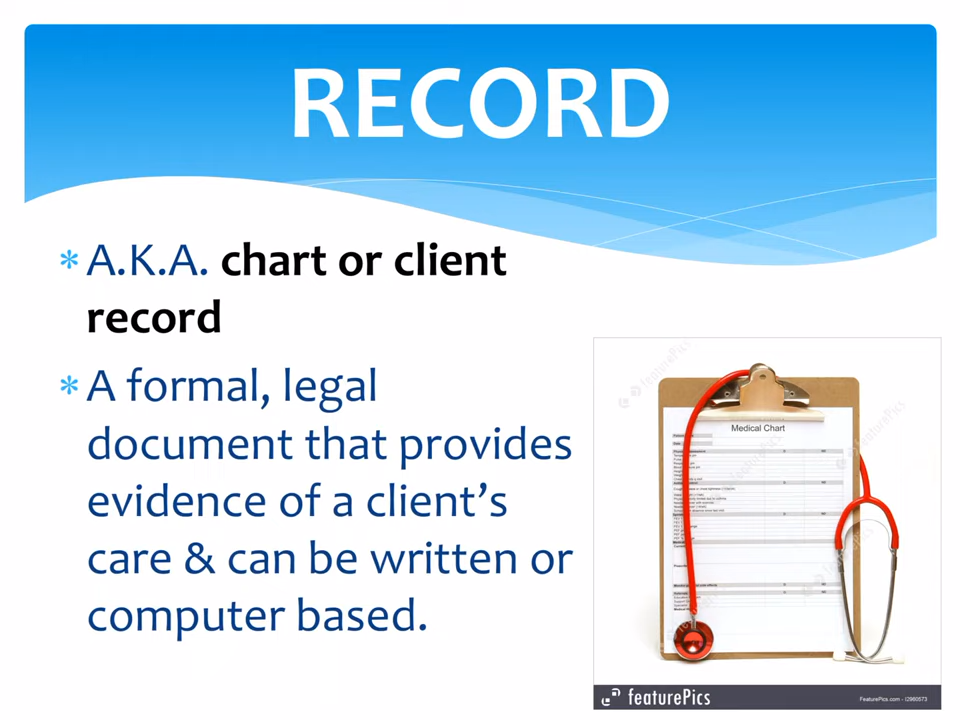 RECORD
A.K.A. chart or client
record
A formal, legal
document that provides
evidence of a client's
care & can be written or
computer based.
Medical Chart
featurePics
FeaturePics.com - I2980573